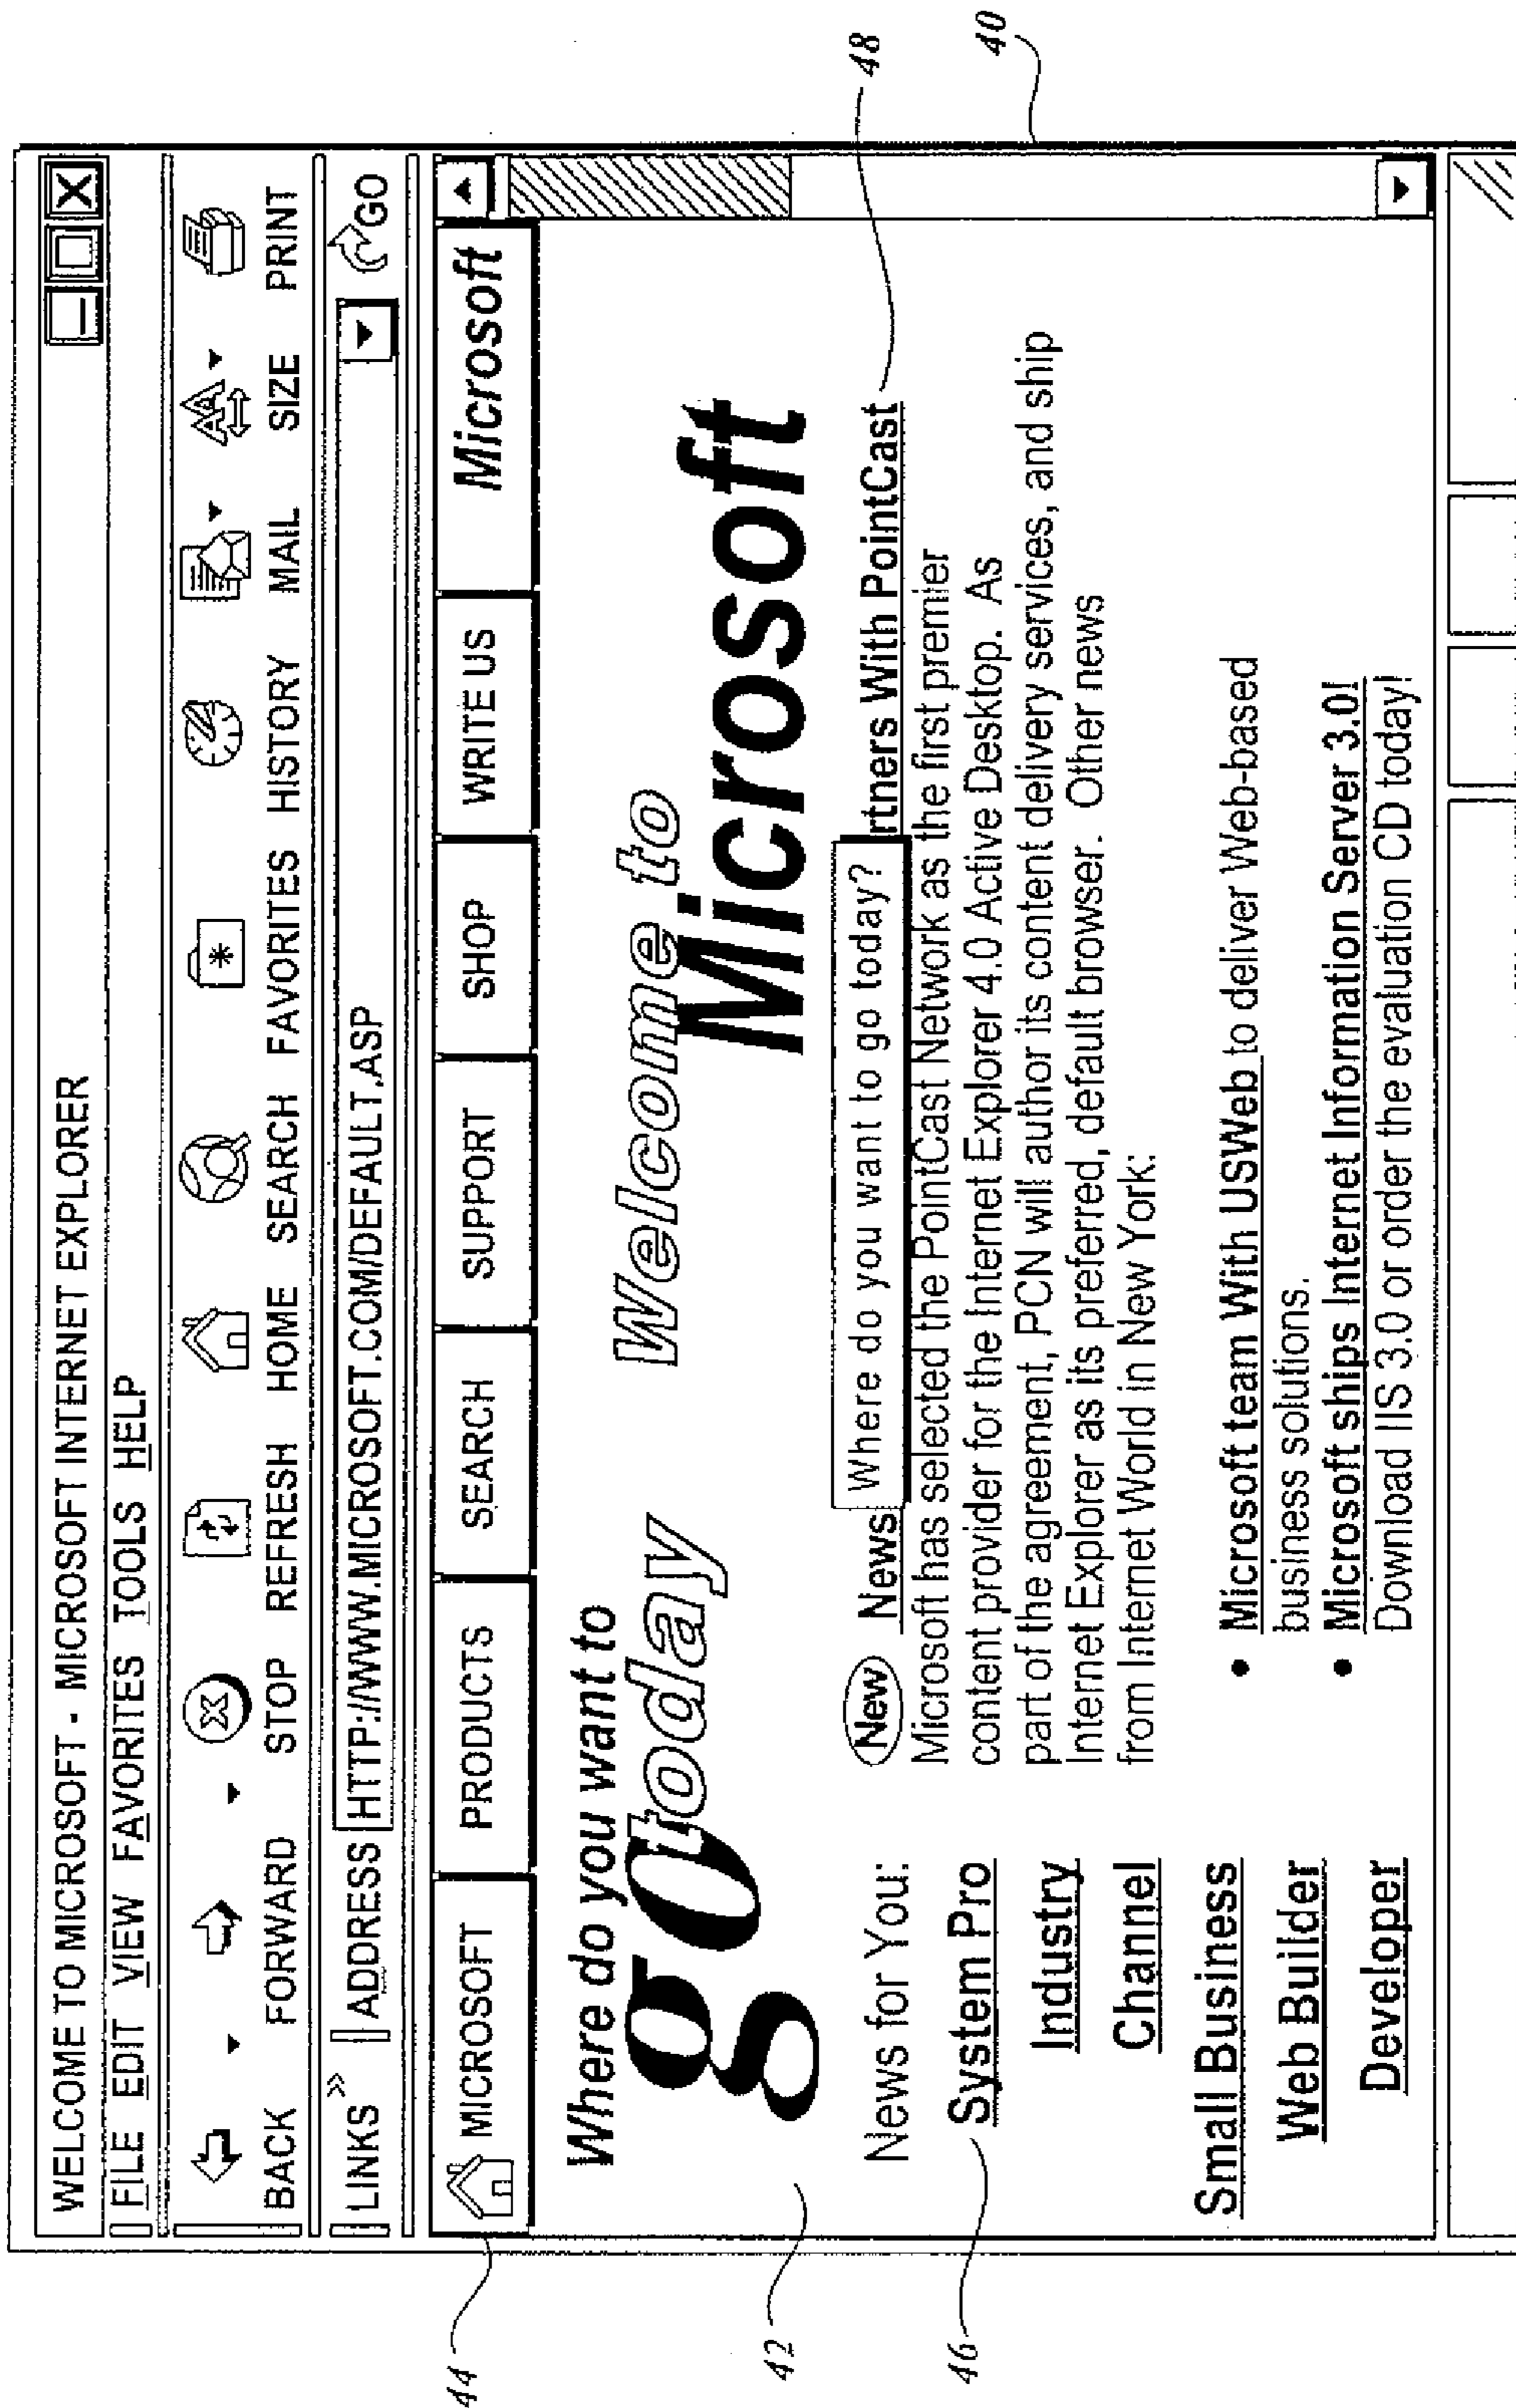 WELCOME TO MICROSOFT - MICROSOFT INTERNET EXPLORER
FILE EDIT VIEW FAVORITES TOOLS HELP
BACK FORWARD STOP REFRESH HOME SEARCH FAVORITES HISTORY MAIL SIZE PRINT
LINKS » ADDRESS HTTP://WWW.MICROSOFT.COM/DEFAULT.ASP GO
MICROSOFT PRODUCTS SEARCH SUPPORT SHOP WRITE US Microsoft
44
Where do you want to
go today
Welcome to
Microsoft
42
News for You:
System Pro
46
Industry
Channel
Small Business
Web Builder
Developer
New News Where do you want to go today? rtners With PointCast
48
40
Microsoft has selected the PointCast Network as the first premier
content provider for the Internet Explorer 4.0 Active Desktop. As
part of the agreement, PCN will author its content delivery services, and ship
Internet Explorer as its preferred, default browser. Other news
from Internet World in New York:
• Microsoft team With USWeb to deliver Web-based
business solutions.
• Microsoft ships Internet Information Server 3.0!
Download IIS 3.0 or order the evaluation CD today!